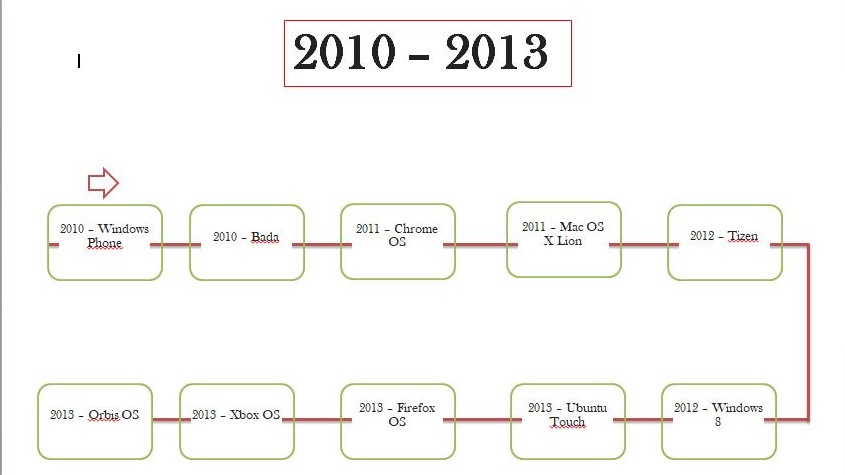 2010 – 2013
2010 – Windows
Phone
2010 – Bada
2011 – Chrome
OS
2011 – Mac OS
X Lion
2012 – Tizen
2013 – Orbis OS
2013 – Xbox OS
2013 – Firefox
OS
2013 – Ubuntu
Touch
2012 – Windows
8